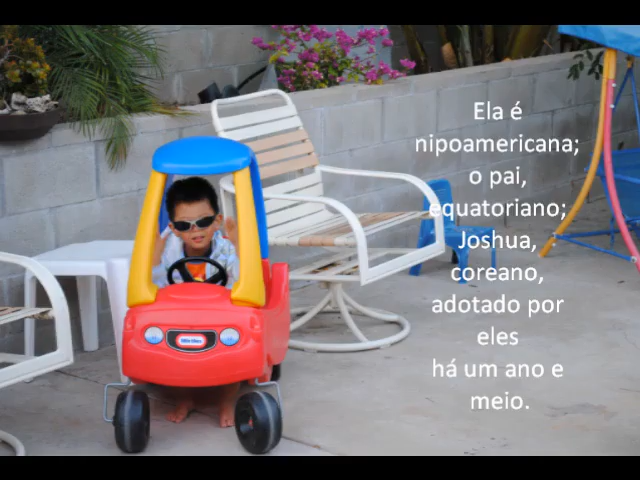 Ela é
nipoamericana;
o pai,
equatoriano;
Joshua,
coreano,
adotado por
eles
há um ano e
meio.